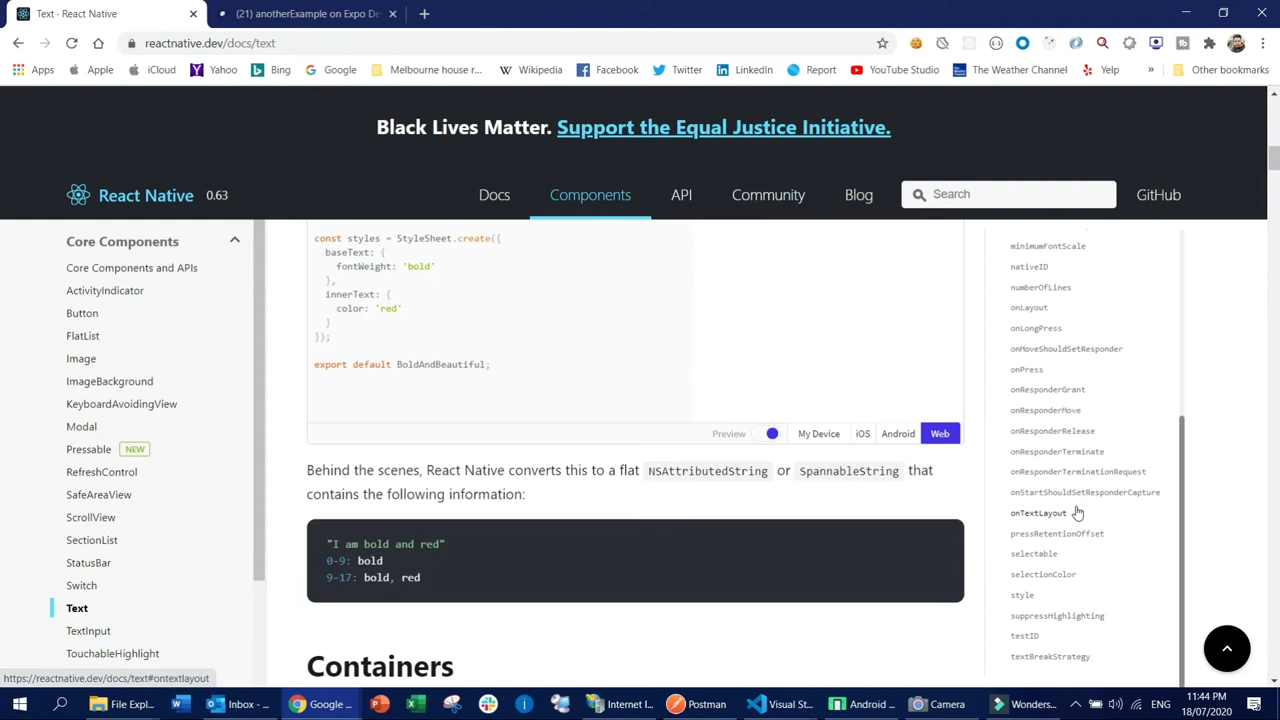 Text - React Native
(21) anotherExample on Expo De
reactnative.dev/docs/text
Apps
Apple
iCloud
Yahoo
Bing
Google
Melbourne house r...
Wikipedia
Facebook
Twitter
LinkedIn
Report
YouTube Studio
The Weather Channel
Yelp
»
Other bookmarks
Black Lives Matter. Support the Equal Justice Initiative.
React Native 0.63
Docs
Components
API
Community
Blog
Search
GitHub
Core Components
Core Components and APIs
ActivityIndicator
Button
FlatList
Image
ImageBackground
KeyboardAvoidingView
Modal
Pressable NEW
RefreshControl
SafeAreaView
ScrollView
SectionList
StatusBar
Switch
Text
TextInput
TouchableHighlight
https://reactnative.dev/docs/text#ontextlayout
const styles = StyleSheet.create({
baseText: {
fontWeight: 'bold'
},
innerText: {
color: 'red'
}
});
export default BoldAndBeautiful;
Preview
My Device
iOS
Android
Web
Behind the scenes, React Native converts this to a flat NSAttributedString or SpannableString that
contains the following information:
"I am bold and red"
0-9: bold
9-17: bold, red
Containers
minimumFontScale
nativeID
numberOfLines
onLayout
onLongPress
onMoveShouldSetResponder
onPress
onResponderGrant
onResponderMove
onResponderRelease
onResponderTerminate
onResponderTerminationRequest
onStartShouldSetResponderCapture
onTextLayout
pressRetentionOffset
selectable
selectionColor
style
suppressHighlighting
testID
textBreakStrategy
File Expl...
Inbox - ...
Google ...
Internet I...
Postman
Visual St...
Android ...
Camera
Wonders...
ENG
11:44 PM
18/07/2020